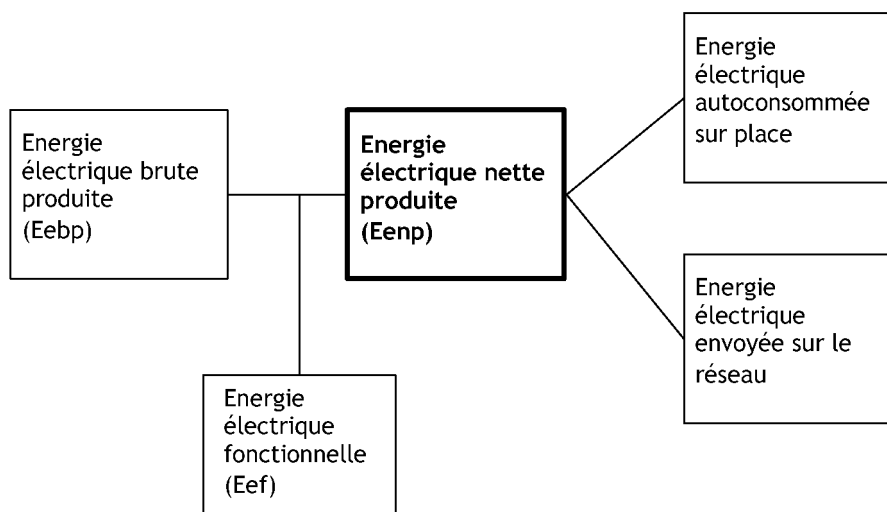 Energie
électrique brute
produite
(Eebp)
Energie
électrique nette
produite
(Eenp)
Energie
électrique
autoconsommée
sur place
Energie
électrique
envoyée sur le
réseau
Energie
électrique
fonctionnelle
(Eef)